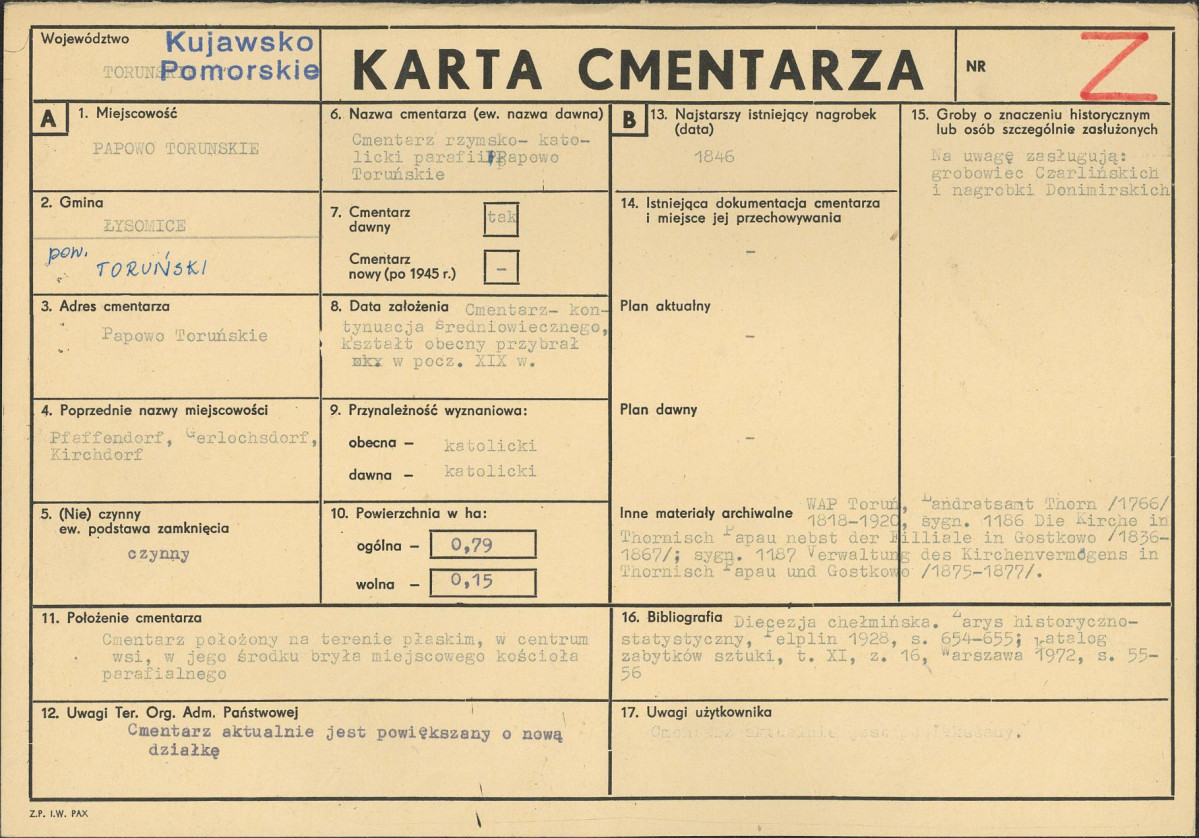 Województwo
Kujawsko
Pomorskie
KARTA CMENTARZA
NR
Z
A
1. Miejscowość
PAPOWO TORUNSKIE
2. Gmina
ŁYSOMICE
pow.
TORUŃSKI
3. Adres cmentarza
Papowo Toruńskie
4. Poprzednie nazwy miejscowości
Pfaffendorf, Gerlochsdorf,
Kirchdorf
5. (Nie) czynny
ew. podstawa zamknięcia
czynny
6. Nazwa cmentarza (ew. nazwa dawna)
Cmentarz rzymsko- kato-
licki parafii Papowo
Toruńskie
7. Cmentarz
dawny
tak
Cmentarz
nowy (po 1945 r.)
–
8. Data założenia Cmentarz- kon-
tynuacja średniowiecznego,
kształt obecny przybrał
w pocz. XIX w.
9. Przynależność wyznaniowa:
obecna – katolicki
dawna – katolicki
10. Powierzchnia w ha:
ogólna – 0,79
wolna – 0,15
11. Położenie cmentarza
Cmentarz położony na terenie płaskim, w centrum
wsi, w jego środku bryła miejscowego kościoła
parafialnego
12. Uwagi Ter. Org. Adm. Państwowej
Cmentarz aktualnie jest powiększany o nową
działkę
B
13. Najstarszy istniejący nagrobek
(data)
1846
14. Istniejąca dokumentacja cmentarza
i miejsce jej przechowywania
–
Plan aktualny
–
Plan dawny
–
Inne materiały archiwalne WAP Toruń, Landratsamt Thorn /1766/
1818-1920, sygn. 1186 Die Kirche in
Thornisch Papau nebst der Filliale in Gostkowo /1836-
1867/; sygn. 1187 Verwaltung des Kirchenvermögens in
Thornisch Papau und Gostkowo /1875-1877/.
15. Groby o znaczeniu historycznym
lub osób szczególnie zasłużonych
Na uwagę zasługują:
grobowiec Czarlińskich
i nagrobki Donimirskich
16. Bibliografia Diecezja chełmińska. Zarys historyczno-
statystyczny, Pelplin 1928, s. 654-655; Katalog
zabytków sztuki, t. XI, z. 16, Warszawa 1972, s. 55-
56
17. Uwagi użytkownika
Cmentarz aktualnie jest powiększany.
Z.P. I.W. PAX